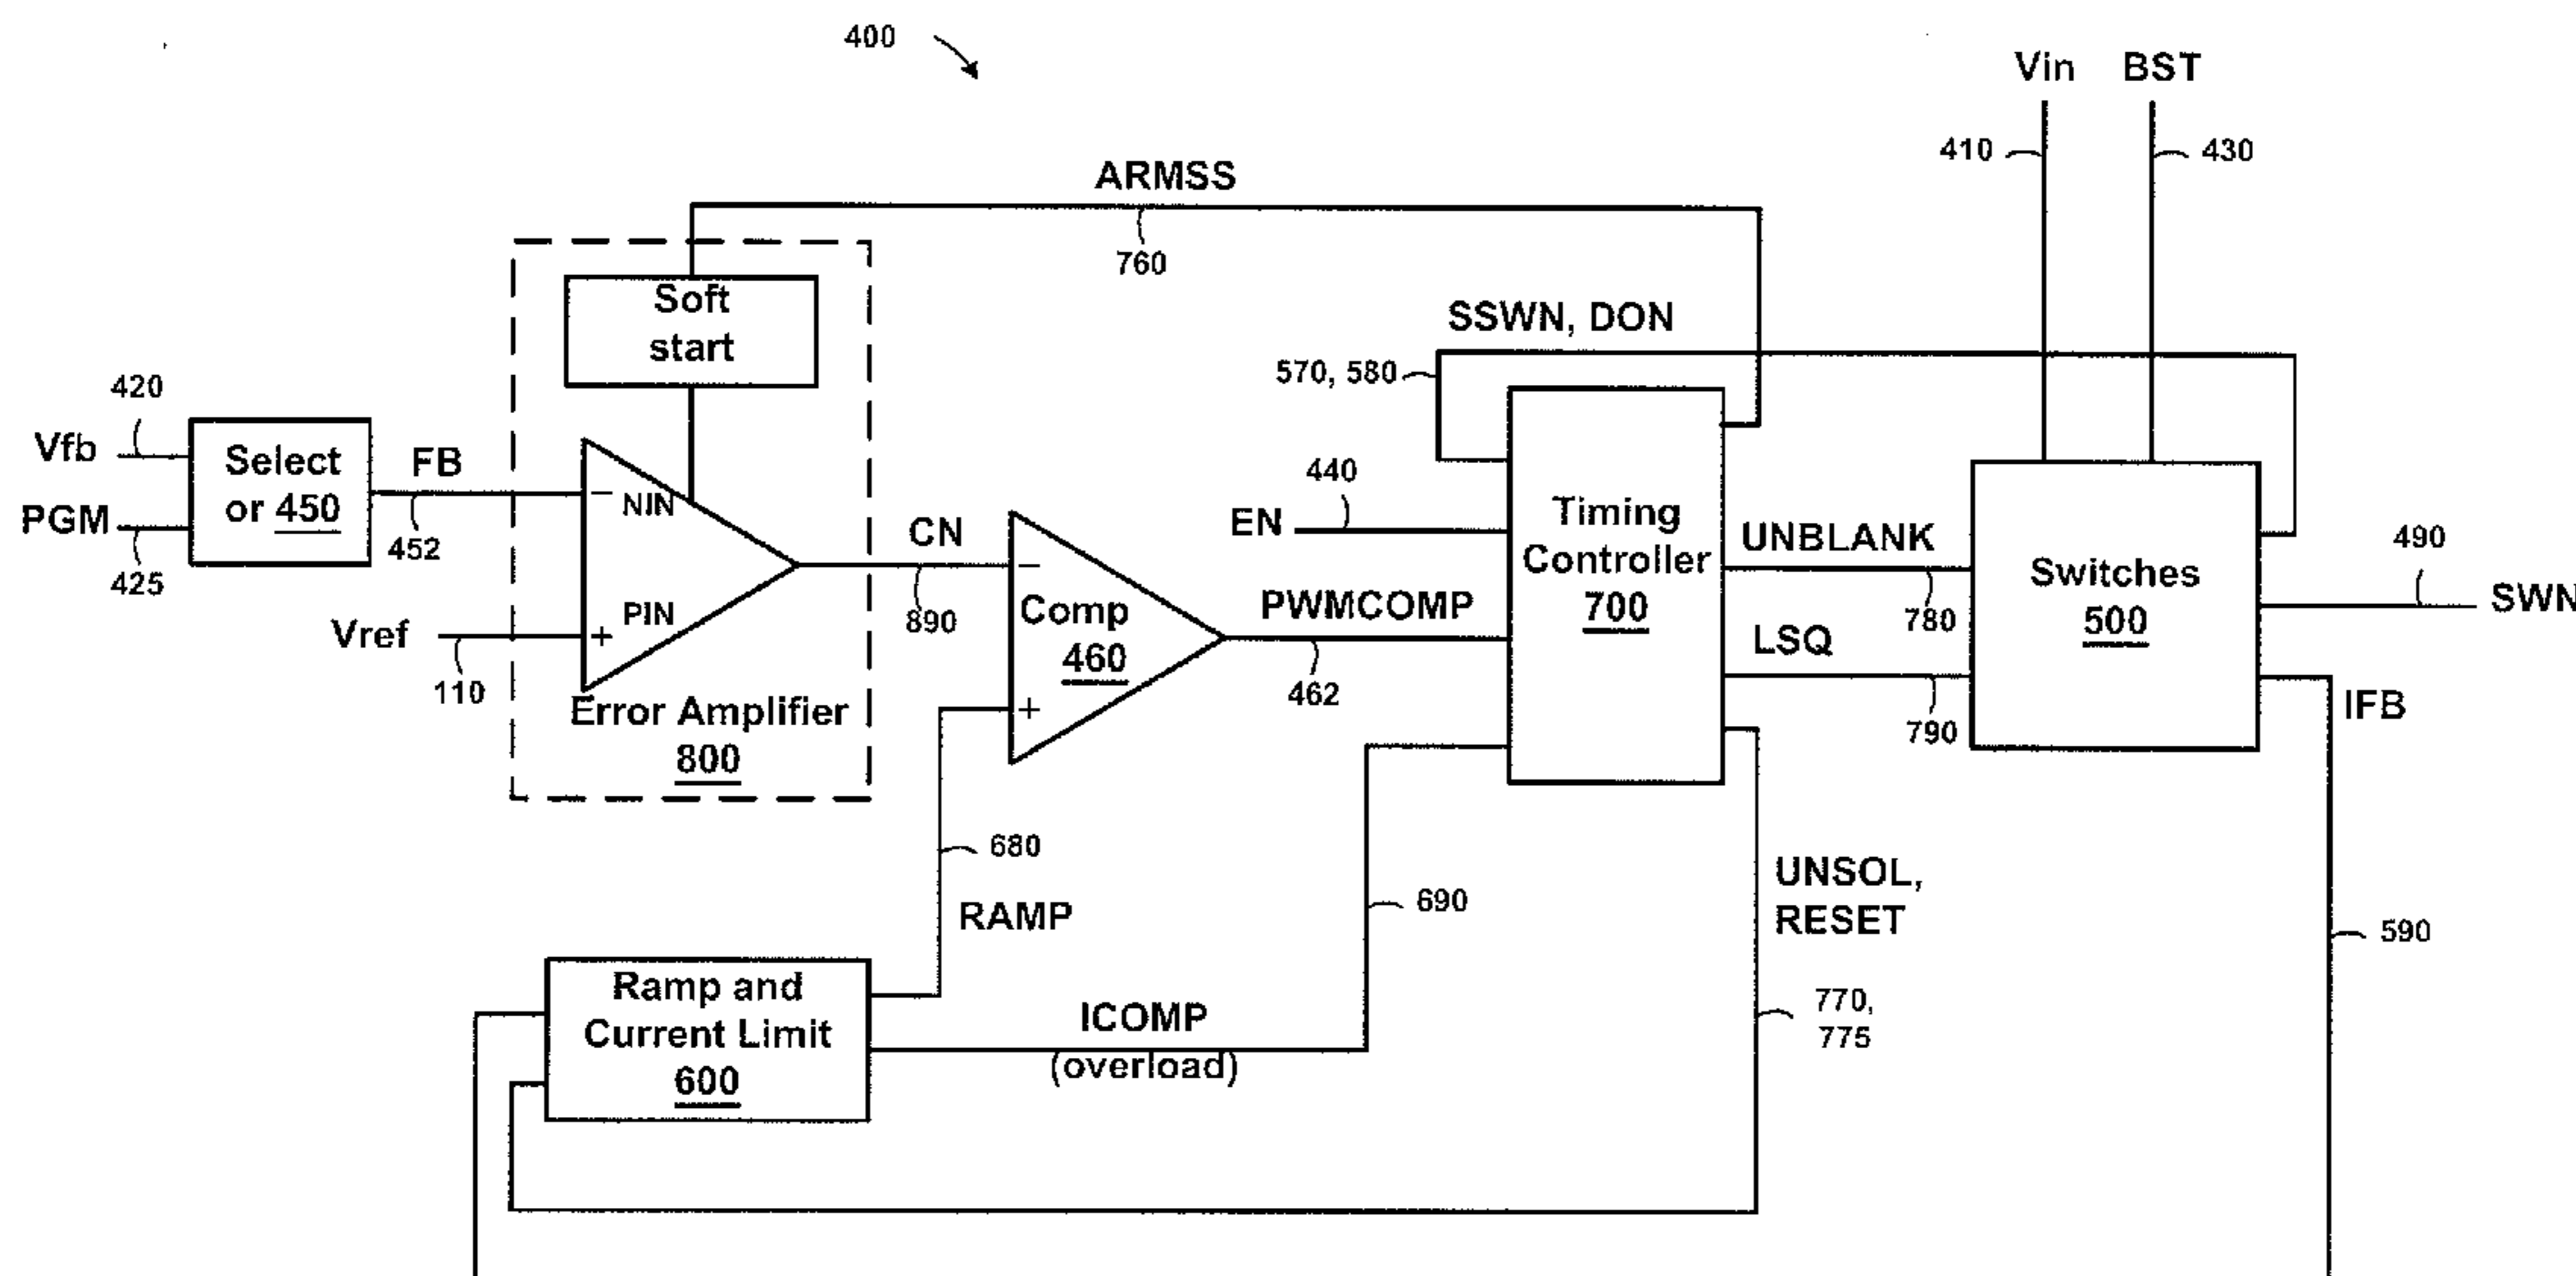 400
Vin
BST
410
430
ARMSS
760
Soft
start
SSWN, DON
570, 580
420
Vfb
PGM
425
Select
or 450
FB
452
NIN
PIN
Vref
110
Error Amplifier
800
CN
890
Comp
460
440
EN
PWMCOMP
462
Timing
Controller
700
UNBLANK
780
LSQ
790
Switches
500
490
SWN
IFB
590
680
RAMP
690
UNSOL,
RESET
770,
775
Ramp and
Current Limit
600
ICOMP
(overload)